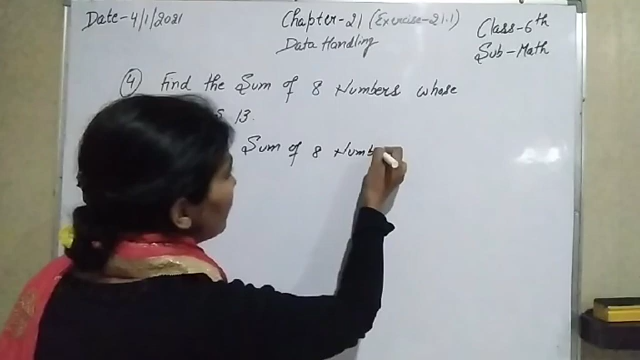 Date-4/1/2021 Chapter-21 (Exercise-21.1) Class-6th
Data Handling Sub-Math
④ Find the Sum of 8 Numbers whose
13.
Sum of 8 Numb